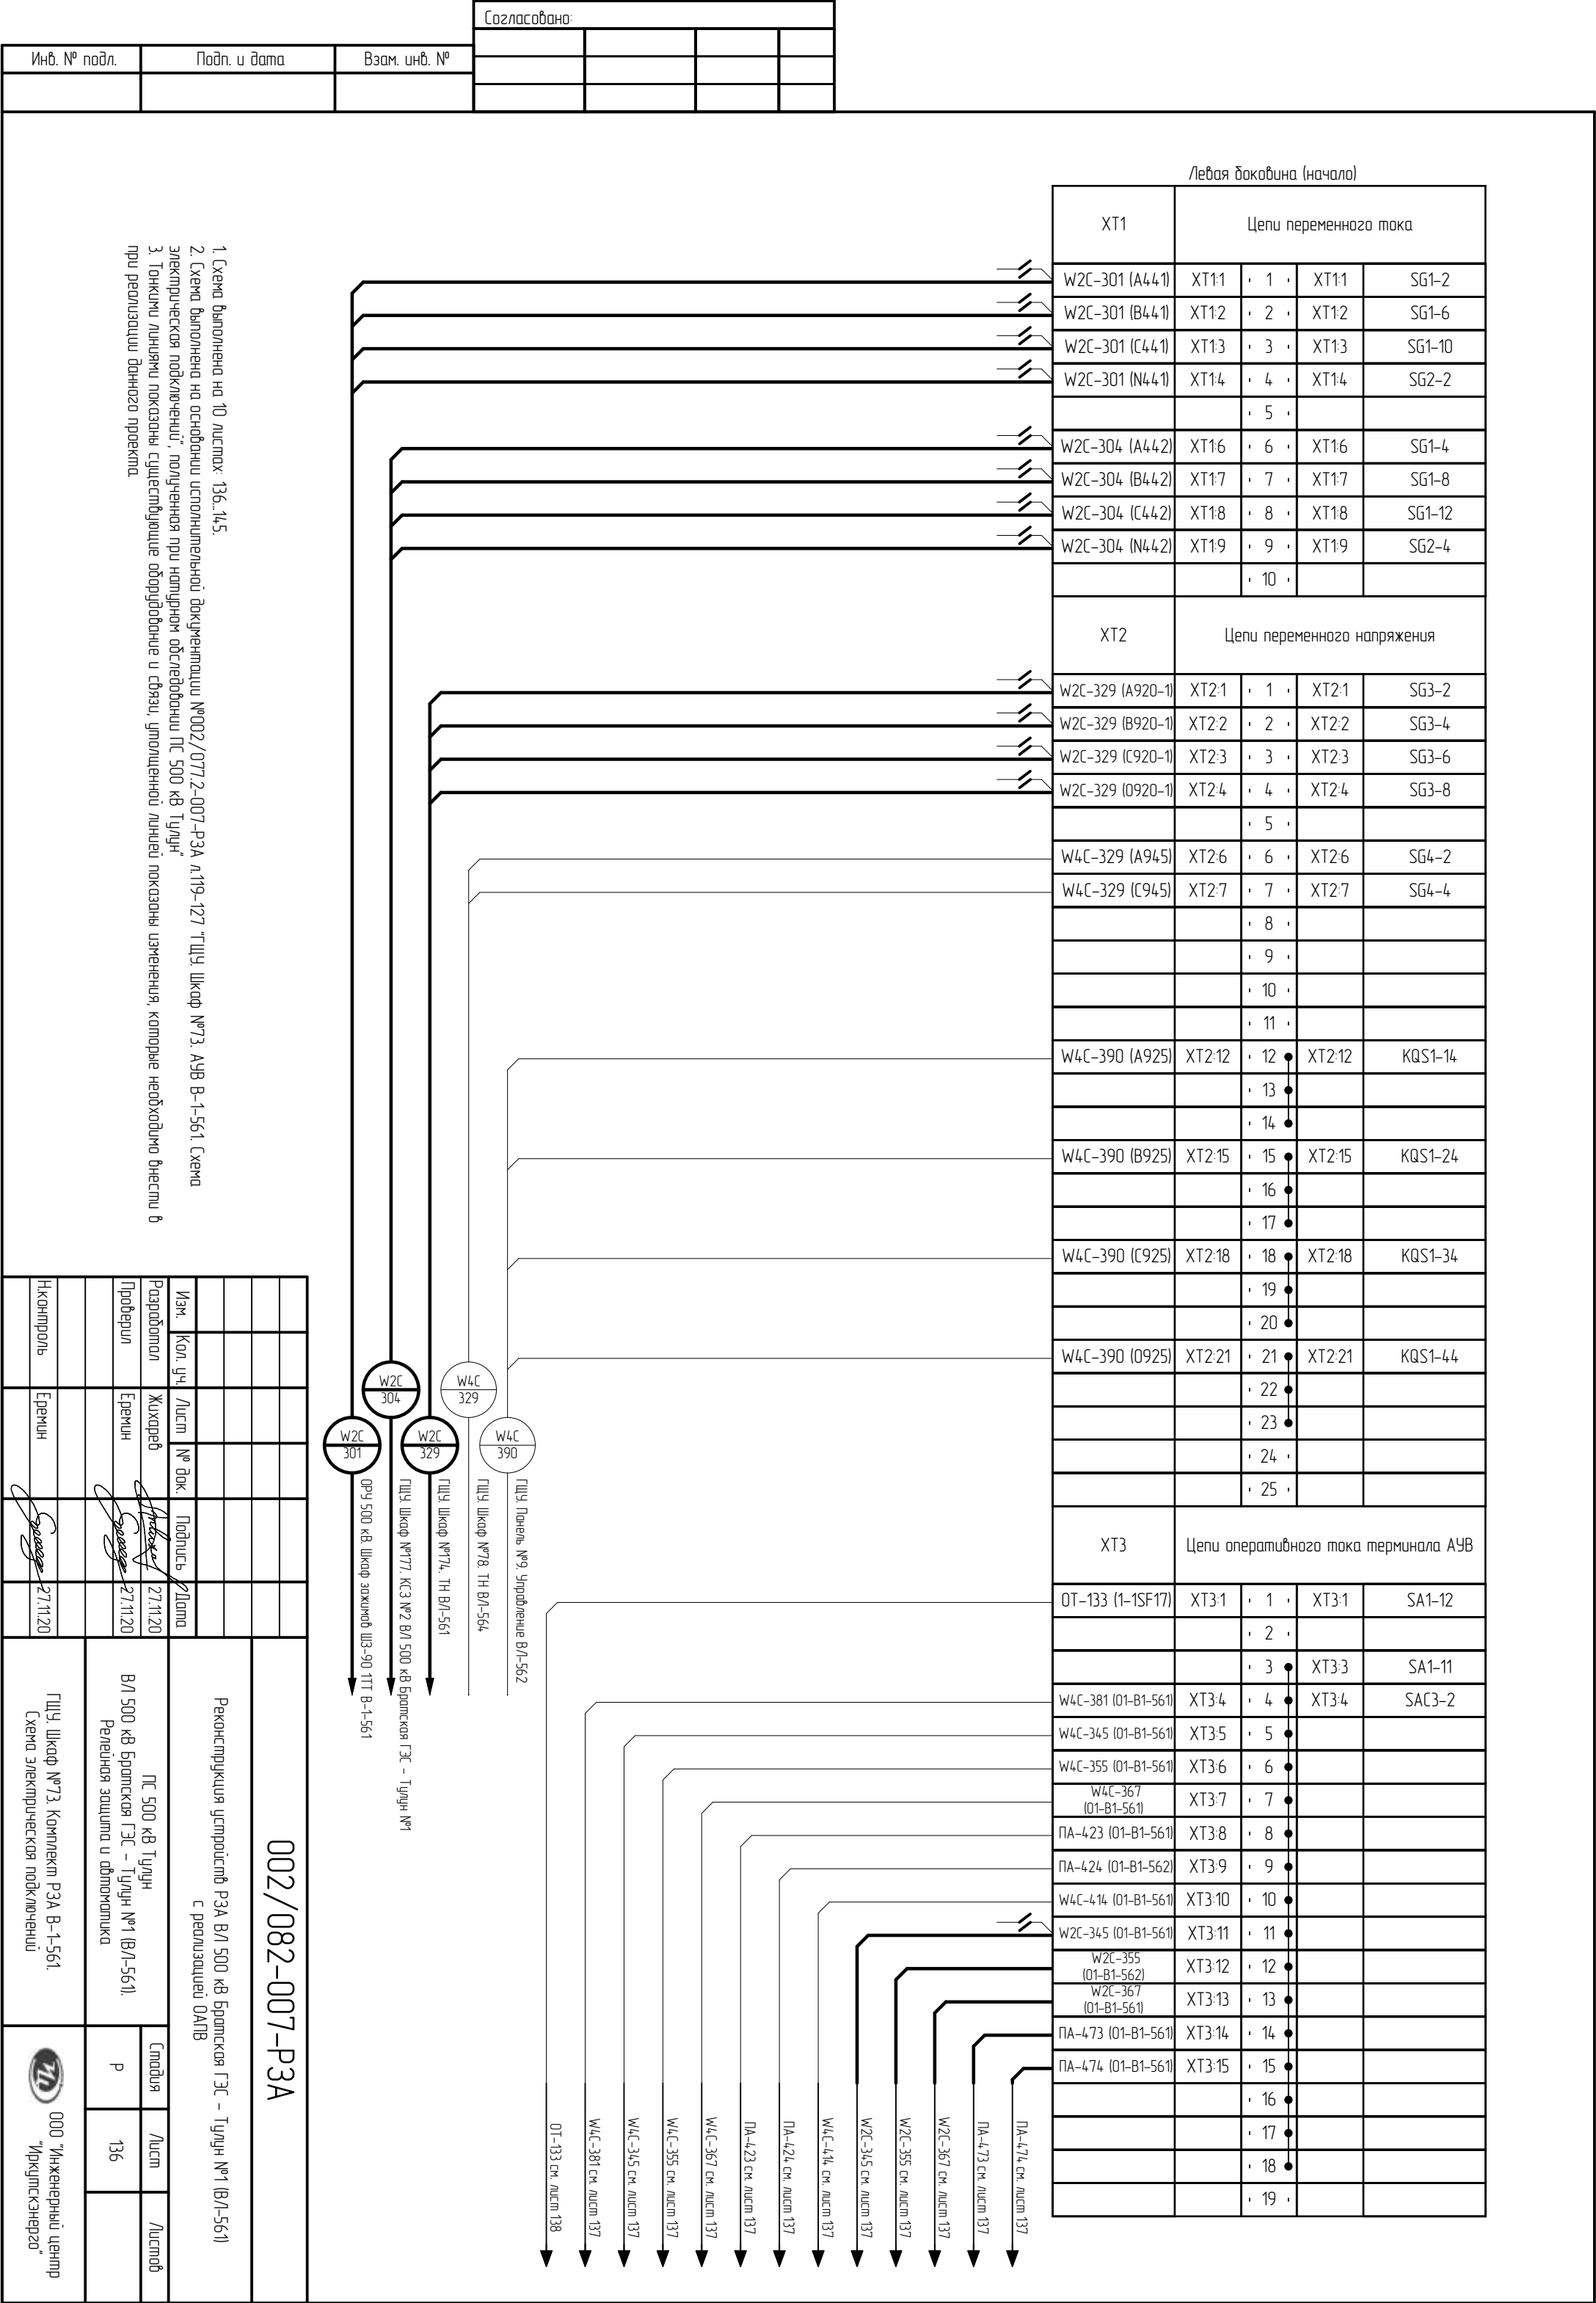 Согласовано:
Инв. № подл. Подп. и дата Взам. инв. №
Левая боковина (начало)
XT1 Цепи переменного тока
W2C-301 (A441) XT1:1 1 XT1:1 SG1-2
W2C-301 (B441) XT1:2 2 XT1:2 SG1-6
W2C-301 (C441) XT1:3 3 XT1:3 SG1-10
W2C-301 (N441) XT1:4 4 XT1:4 SG2-2
5
W2C-304 (A442) XT1:6 6 XT1:6 SG1-4
W2C-304 (B442) XT1:7 7 XT1:7 SG1-8
W2C-304 (C442) XT1:8 8 XT1:8 SG1-12
W2C-304 (N442) XT1:9 9 XT1:9 SG2-4
10
XT2 Цепи переменного напряжения
W2C-329 (A920-1) XT2:1 1 XT2:1 SG3-2
W2C-329 (B920-1) XT2:2 2 XT2:2 SG3-4
W2C-329 (C920-1) XT2:3 3 XT2:3 SG3-6
W2C-329 (0920-1) XT2:4 4 XT2:4 SG3-8
5
W4C-329 (A945) XT2:6 6 XT2:6 SG4-2
W4C-329 (C945) XT2:7 7 XT2:7 SG4-4
8
9
10
11
W4C-390 (A925) XT2:12 12 XT2:12 KQS1-14
13
14
W4C-390 (B925) XT2:15 15 XT2:15 KQS1-24
16
17
W4C-390 (C925) XT2:18 18 XT2:18 KQS1-34
19
20
W4C-390 (0925) XT2:21 21 XT2:21 KQS1-44
22
23
24
25
XT3 Цепи оперативного тока терминала АУВ
ОТ-133 (1-1SF17) XT3:1 1 XT3:1 SA1-12
2
3 XT3:3 SA1-11
W4C-381 (01-В1-561) XT3:4 4 XT3:4 SAC3-2
W4C-345 (01-В1-561) XT3:5 5
W4C-355 (01-В1-561) XT3:6 6
W4C-367
(01-В1-561) XT3:7 7
ПА-423 (01-В1-561) XT3:8 8
ПА-424 (01-В1-562) XT3:9 9
W4C-414 (01-В1-561) XT3:10 10
W2C-345 (01-В1-561) XT3:11 11
W2C-355
(01-В1-562) XT3:12 12
W2C-367
(01-В1-561) XT3:13 13
ПА-473 (01-В1-561) XT3:14 14
ПА-474 (01-В1-561) XT3:15 15
16
17
18
19
W2C
304
W4C
329
W2C
301
W2C
329
W4C
390
ГЩУ. Панель №9. Управление ВЛ-562
ГЩУ. Шкаф №78. ТН ВЛ-564
ГЩУ. Шкаф №174. ТН ВЛ-561
ГЩУ. Шкаф №177. КСЗ №2 ВЛ 500 кВ Братская ГЭС - Тулун №1
ОРУ 500 кВ. Шкаф зажимов ШЗ-90 1ТТ В-1-561
ПА-474 см. лист 137
ПА-473 см. лист 137
W2C-367 см. лист 137
W2C-355 см. лист 137
W2C-345 см. лист 137
W4C-414 см. лист 137
ПА-424 см. лист 137
ПА-423 см. лист 137
W4C-367 см. лист 137
W4C-355 см. лист 137
W4C-345 см. лист 137
W4C-381 см. лист 137
ОТ-133 см. лист 138
1. Схема выполнена на 10 листах: 136...145.
2. Схема выполнена на основании исполнительной документации №002/077.2-007-РЗА л.119-127 "ГЩУ. Шкаф №73. АУВ В-1-561. Схема
электрическая подключений", полученная при натурном обследовании ПС 500 кВ Тулун"
3. Тонкими линиями показаны существующие оборудование и связи, утолщенной линией показаны изменения, которые необходимо внести в
при реализации данного проекта
002/082-007-РЗА
Реконструкция устройств РЗА ВЛ 500 кВ Братская ГЭС - Тулун №1 (ВЛ-561)
с реализацией ОАПВ
Изм. Кол. уч. Лист № док. Подпись Дата
Разработал Жихарев 27.11.20
Проверил Еремин 27.11.20
Н.контроль Еремин 27.11.20
ПС 500 кВ Тулун
ВЛ 500 кВ Братская ГЭС - Тулун №1 (ВЛ-561).
Релейная защита и автоматика
Стадия Лист Листов
Р 136
ГЩУ. Шкаф №73. Комплект РЗА В-1-561.
Схема электрическая подключений
ООО "Инженерный центр
"Иркутскэнерго"